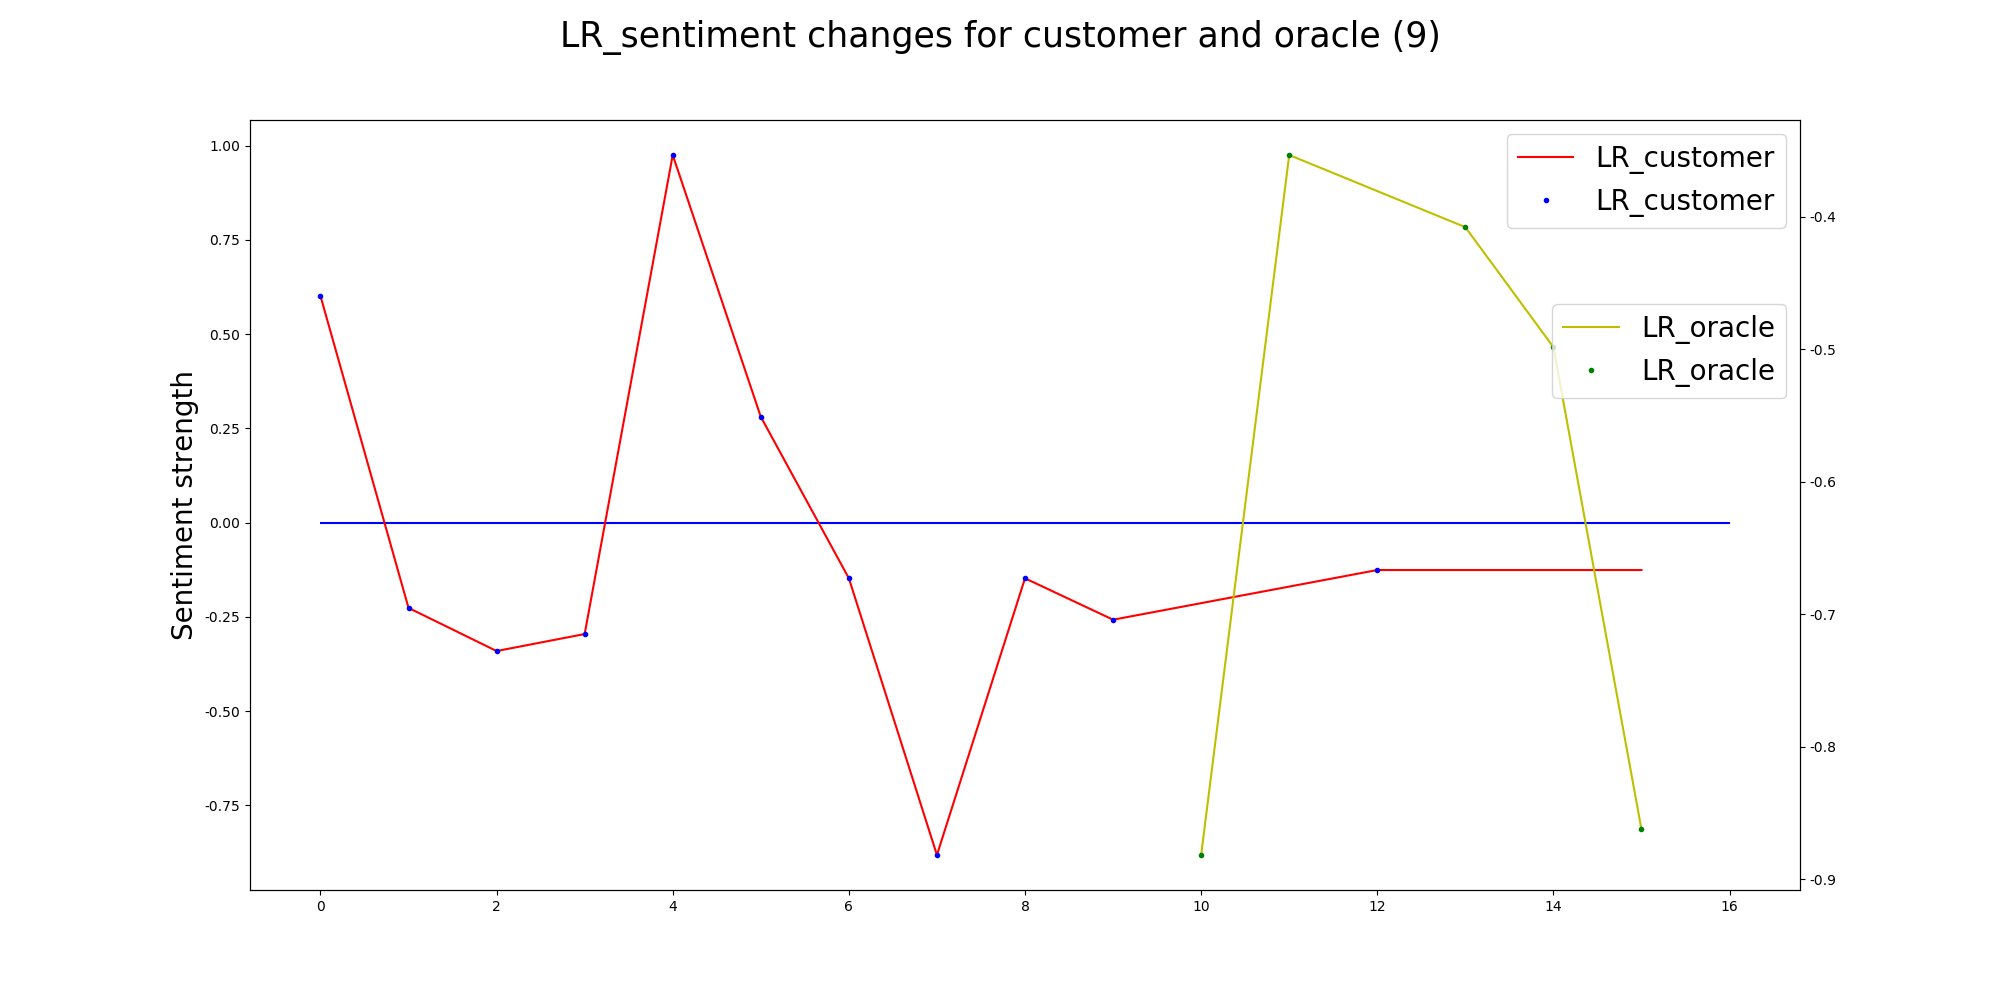 LR_sentiment changes for customer and oracle (9)
Sentiment strength
1.00
0.75
0.50
0.25
0.00
-0.25
-0.50
-0.75
LR_customer
LR_customer
LR_oracle
LR_oracle
-0.4
-0.5
-0.6
-0.7
-0.8
-0.9
0 2 4 6 8 10 12 14 16